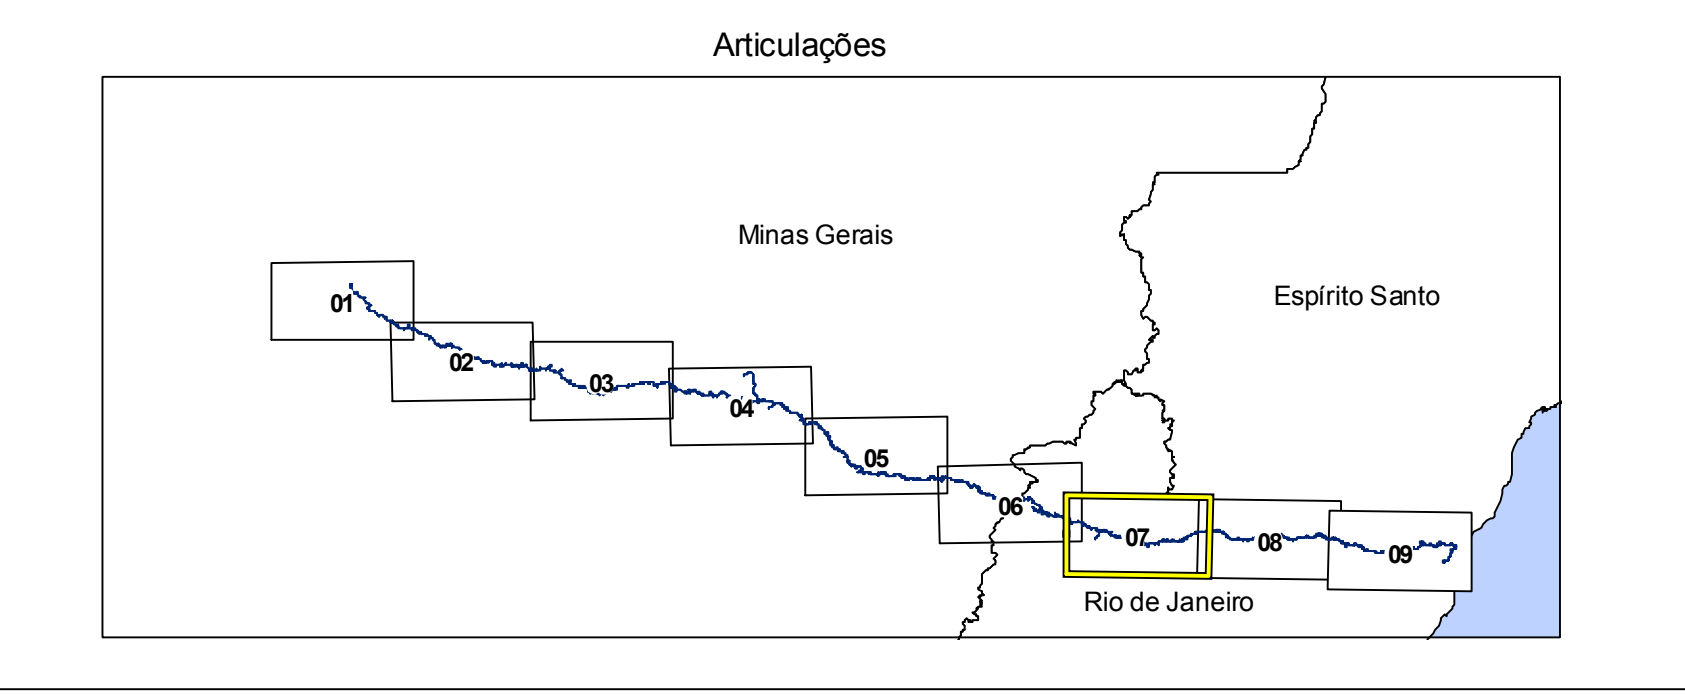 Articulações
Minas Gerais
Espírito Santo
01
02
03
04
05
06
07
08
09
Rio de Janeiro